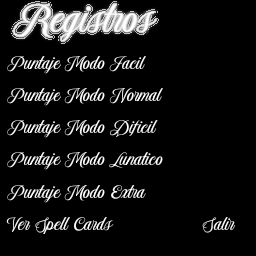 Registros
Puntaje Modo Facil
Puntaje Modo Normal
Puntaje Modo Dificil
Puntaje Modo Lunatico
Puntaje Modo Extra
Ver Spell Cards Salir